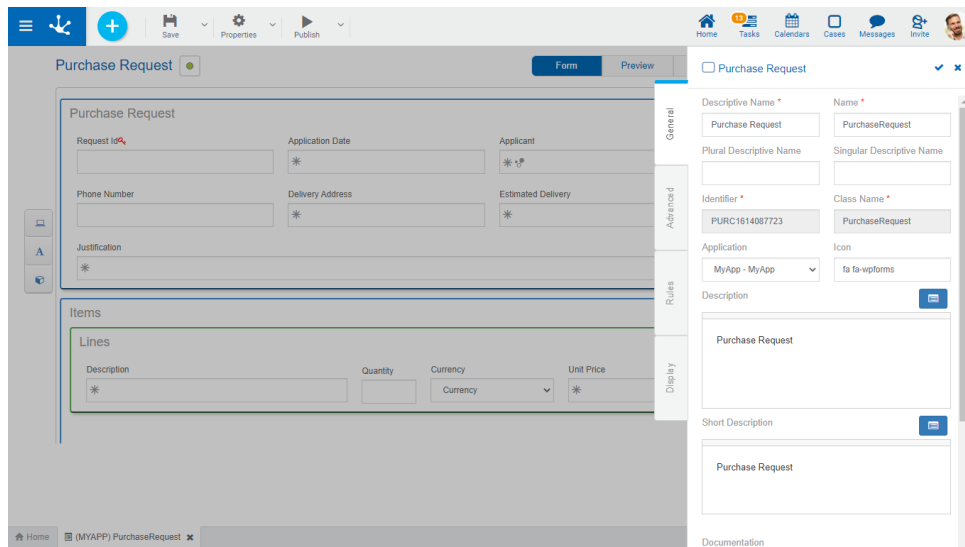 Save
Properties
Publish
Home
13
Tasks
Calendars
Cases
Messages
Invite
Purchase Request
Form
Preview
Purchase Request
Request Id
Application Date
Applicant
Phone Number
Delivery Address
Estimated Delivery
Justification
Items
Lines
Description
Quantity
Currency
Unit Price
Currency
A
General
Advanced
Rules
Display
Purchase Request
Descriptive Name *
Name *
Purchase Request
PurchaseRequest
Plural Descriptive Name
Singular Descriptive Name
Identifier *
Class Name *
PURC1614087723
PurchaseRequest
Application
Icon
MyApp - MyApp
fa fa-wpforms
Description
Purchase Request
Short Description
Purchase Request
Documentation
Home
(MYAPP) PurchaseRequest